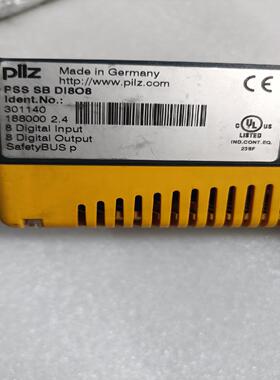 pilz
Made in Germany
http://www.pilz.com
PSS SB DI8O8
Ident.No.:
301140
188000 2.4
8 Digital Input
8 Digital Output
SafetyBUS p
C UL US
LISTED
IND.CONT.EQ.